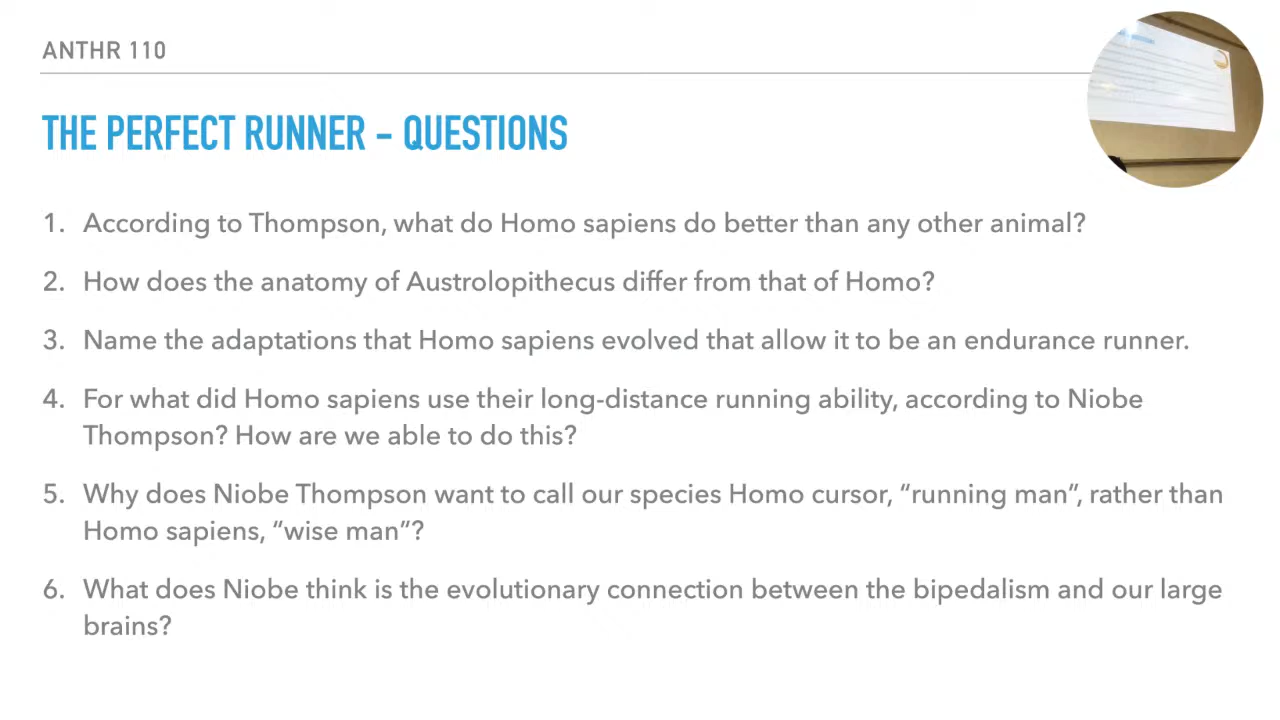 ANTHR 110
THE PERFECT RUNNER – QUESTIONS
1. According to Thompson, what do Homo sapiens do better than any other animal?
2. How does the anatomy of Austrolopithecus differ from that of Homo?
3. Name the adaptations that Homo sapiens evolved that allow it to be an endurance runner.
4. For what did Homo sapiens use their long-distance running ability, according to Niobe
Thompson? How are we able to do this?
5. Why does Niobe Thompson want to call our species Homo cursor, “running man”, rather than
Homo sapiens, “wise man”?
6. What does Niobe think is the evolutionary connection between the bipedalism and our large
brains?